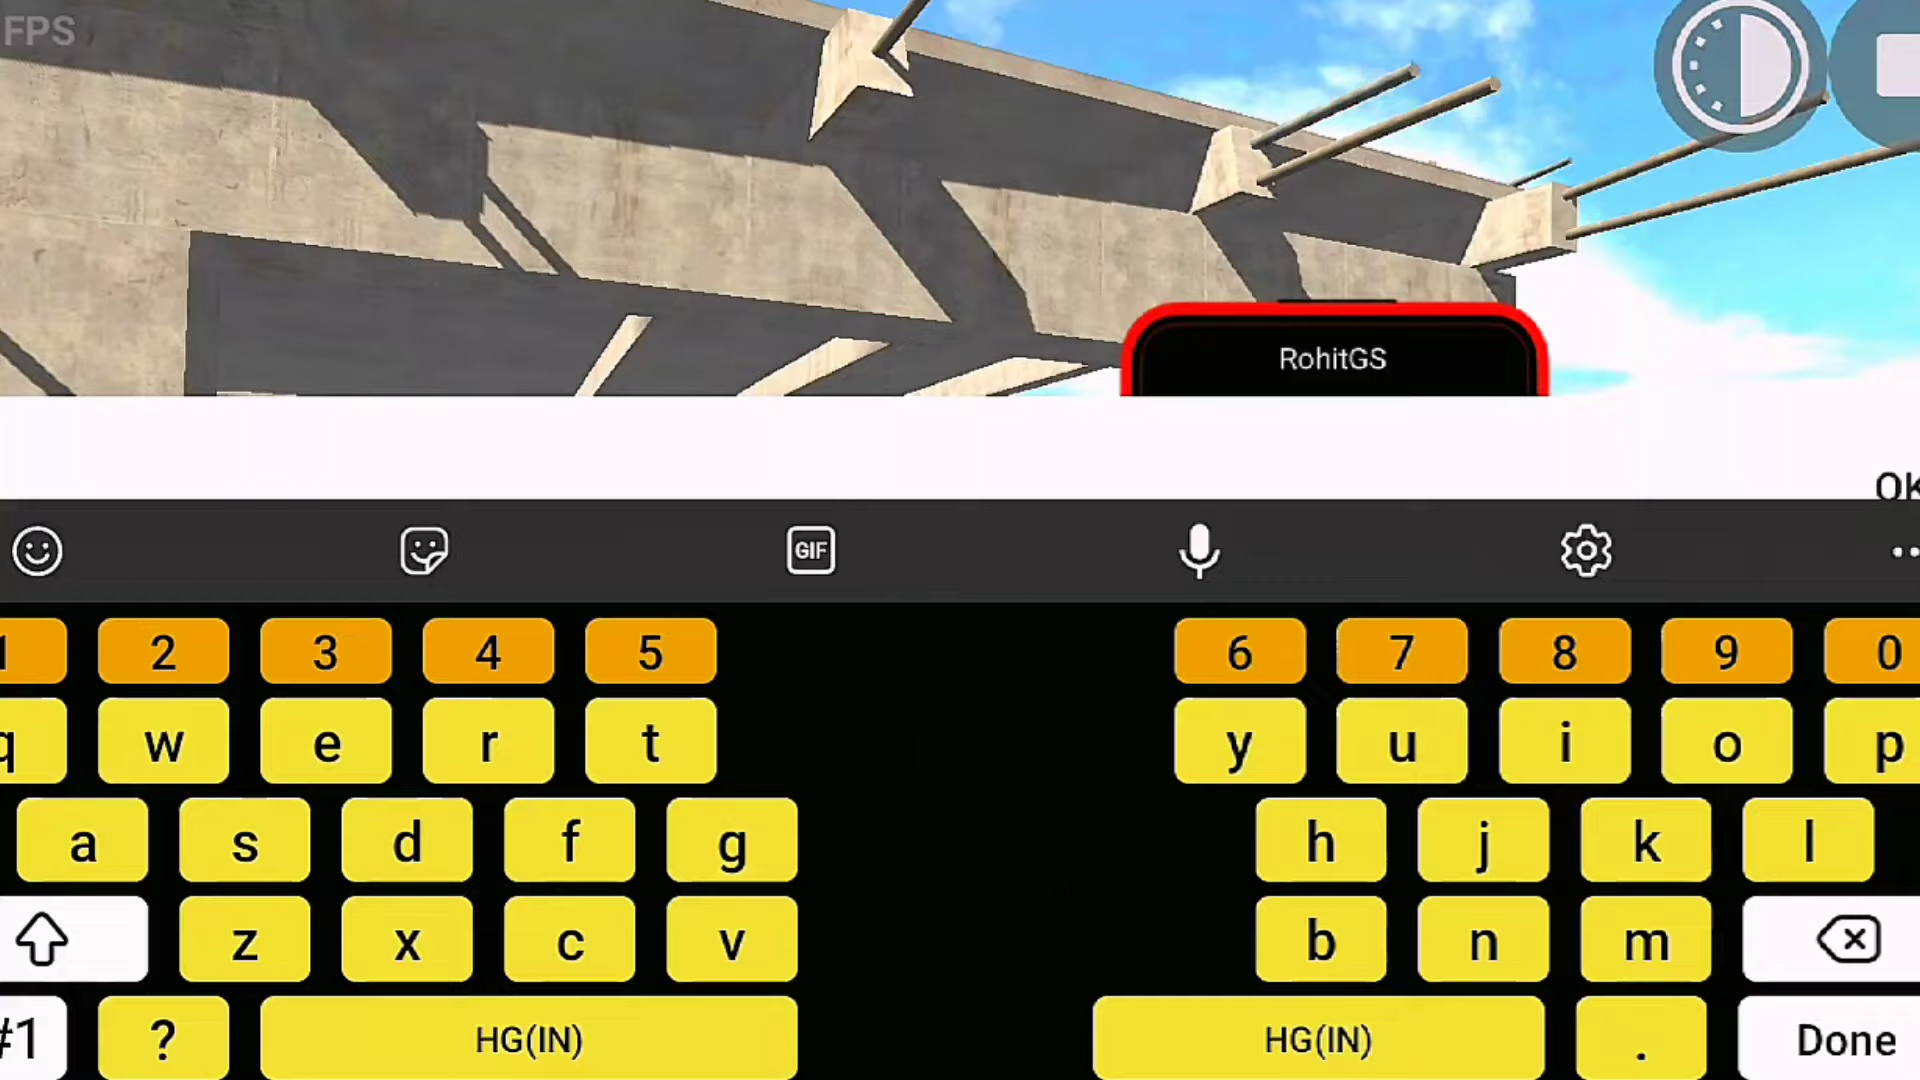 FPS
RohitGS
OK
GIF
1 2 3 4 5 6 7 8 9 0
q w e r t y u i o p
a s d f g h j k l
z x c v b n m
#1 ? HG(IN) HG(IN) . Done